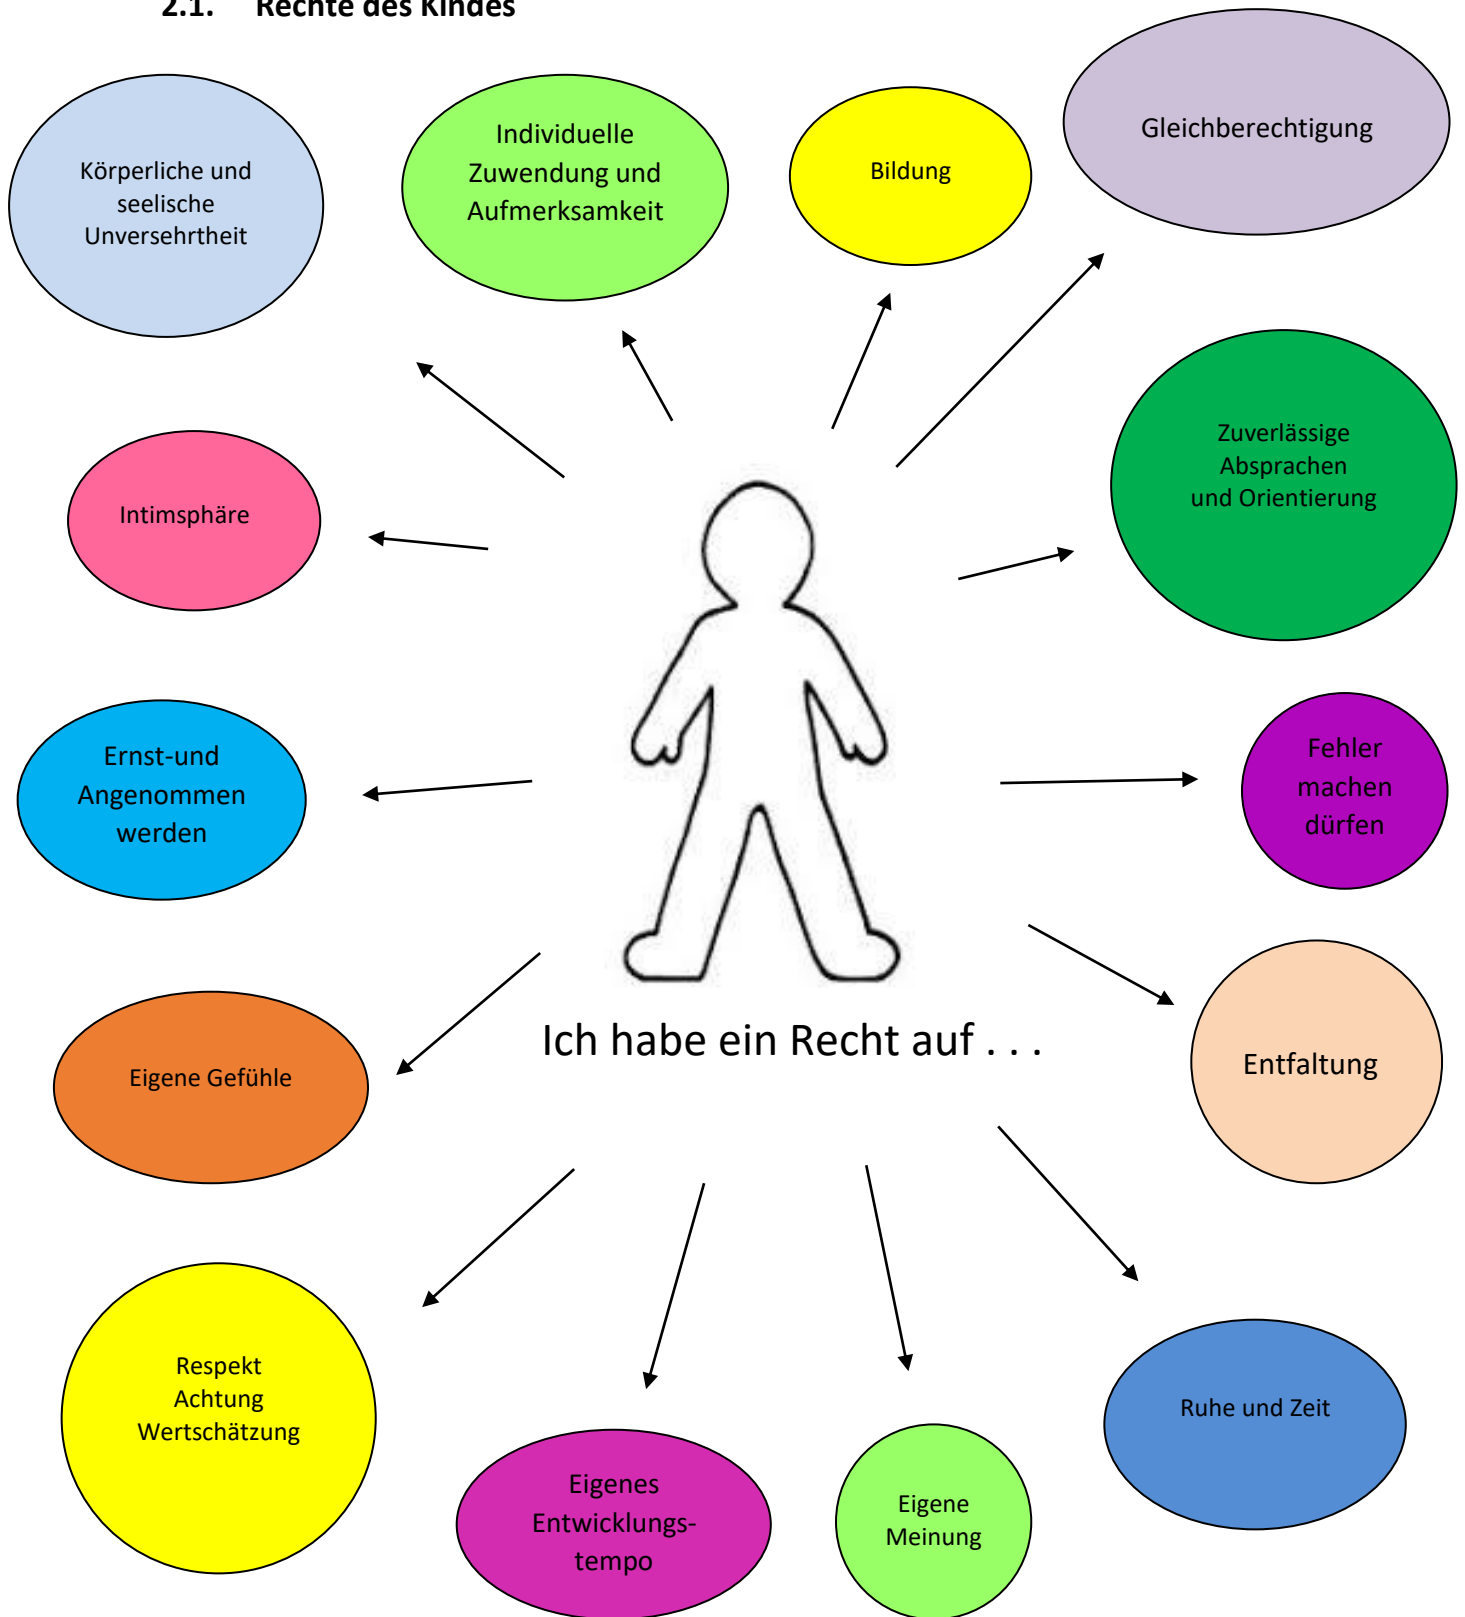 2.1. Rechte des Kindes
Körperliche und
seelische
Unversehrtheit
Individuelle
Zuwendung und
Aufmerksamkeit
Bildung
Gleichberechtigung
Zuverlässige
Absprachen
und Orientierung
Intimsphäre
Ernst-und
Angenommen
werden
Fehler
machen
dürfen
Ich habe ein Recht auf . . .
Eigene Gefühle
Entfaltung
Respekt
Achtung
Wertschätzung
Eigenes
Entwicklungs-
tempo
Eigene
Meinung
Ruhe und Zeit